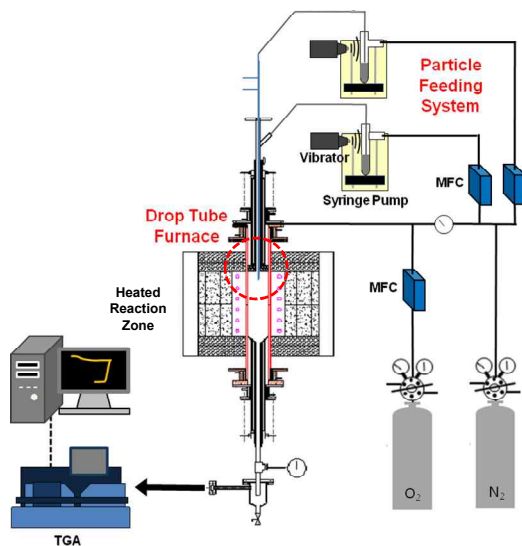 Particle
Feeding
System
Vibrator
Syringe Pump
MFC
Drop Tube
Furnace
MFC
Heated
Reaction
Zone
O2
N2
TGA